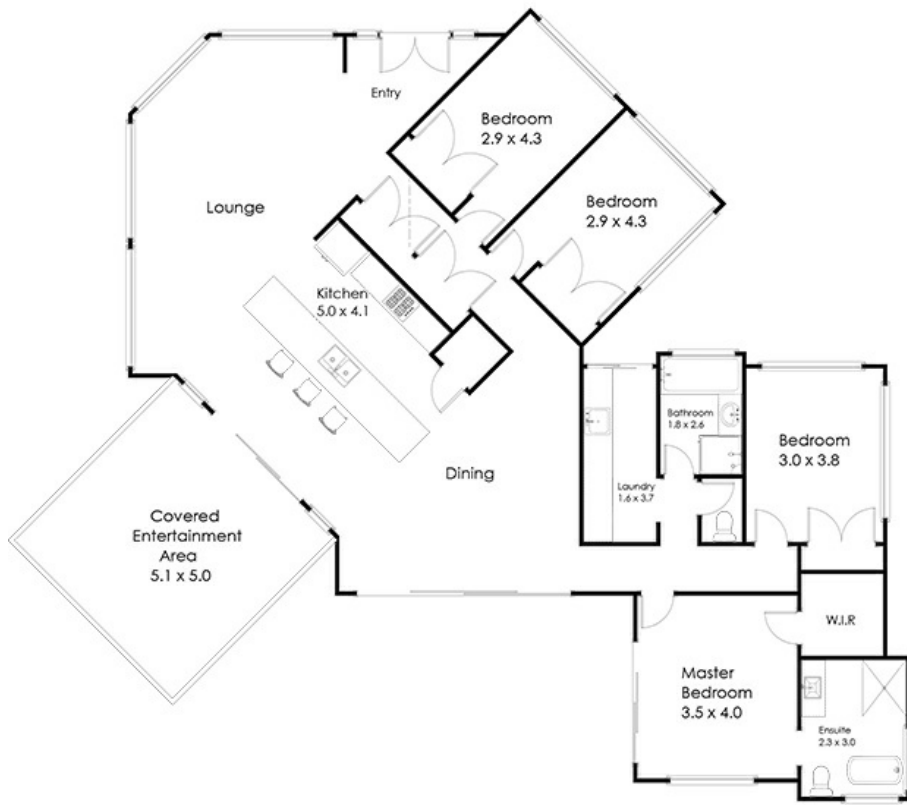 Entry
Bedroom
2.9 x 4.3
Bedroom
2.9 x 4.3
Lounge
Kitchen
5.0 x 4.1
Bathroom
1.8 x 2.6
Bedroom
3.0 x 3.8
Dining
Laundry
1.6 x 3.7
Covered
Entertainment
Area
5.1 x 5.0
W.I.R
Master
Bedroom
3.5 x 4.0
Ensuite
2.3 x 3.0